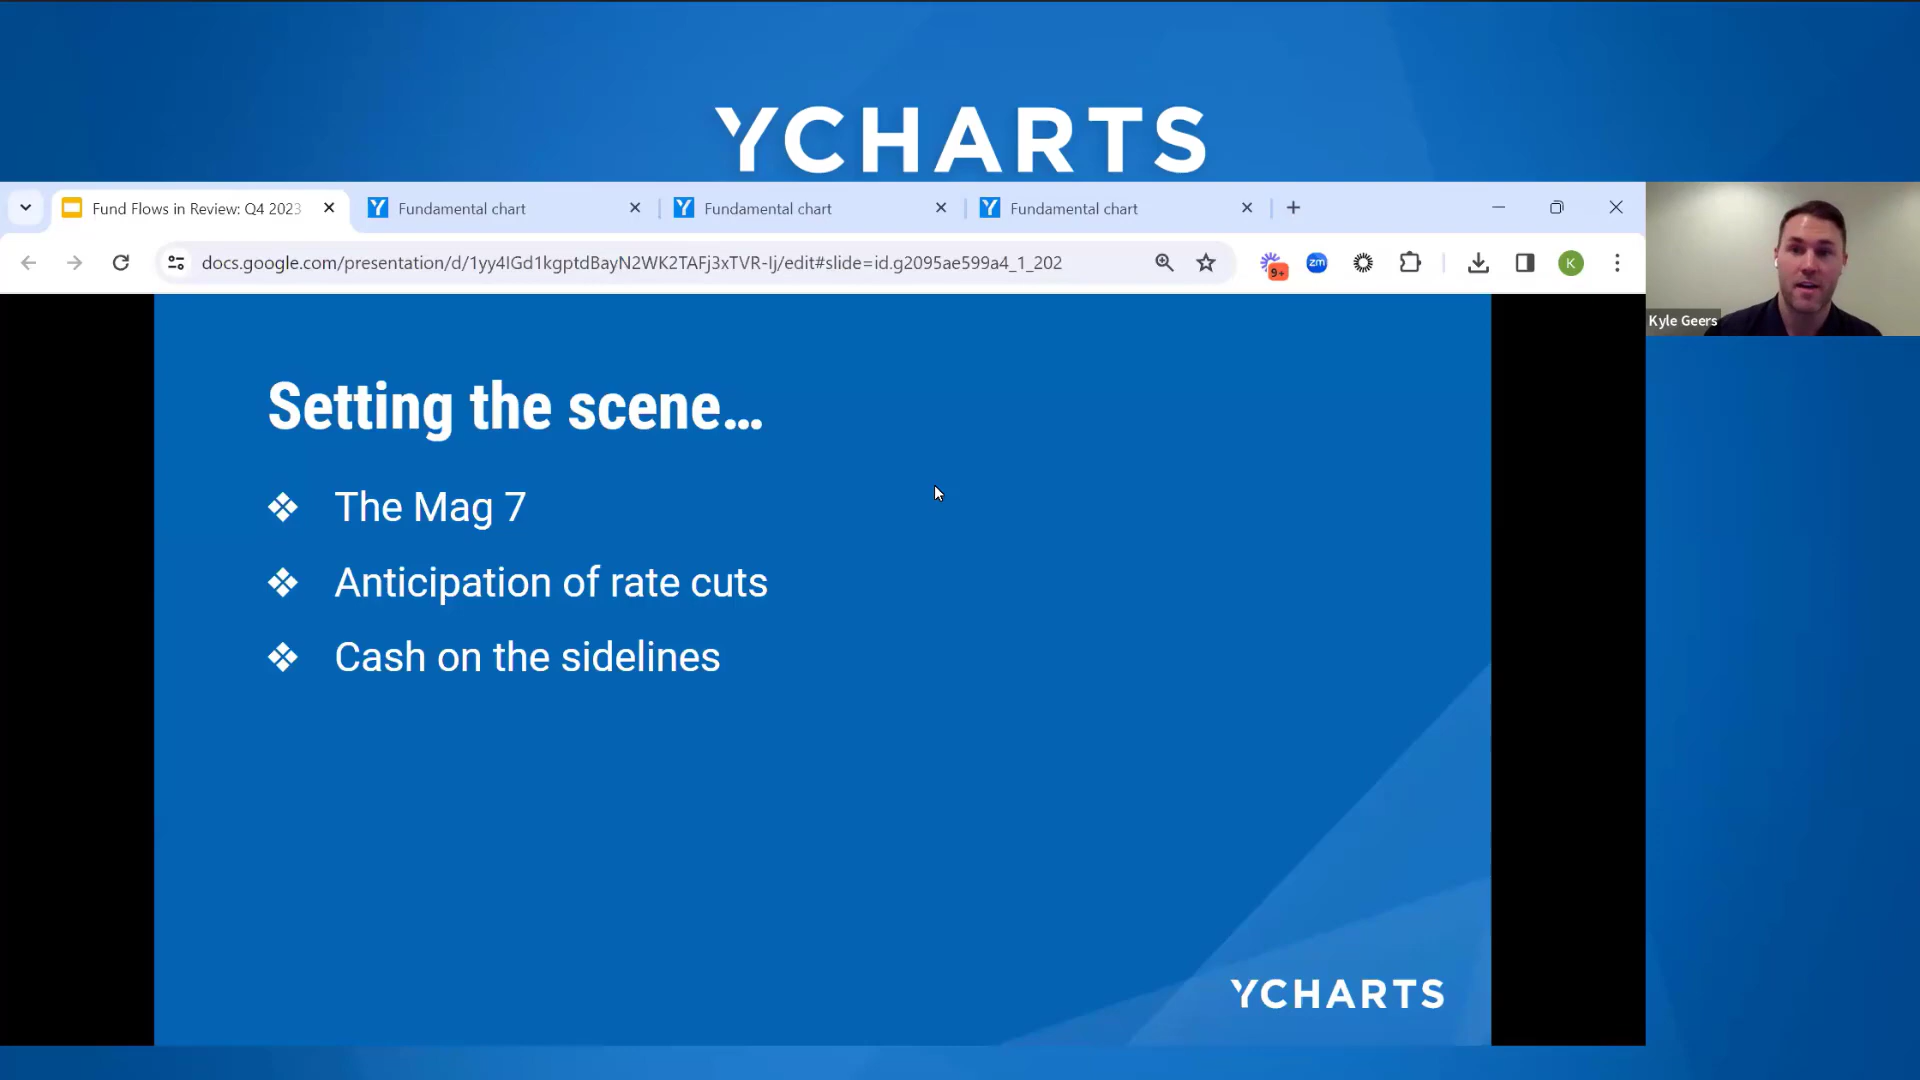 YCHARTS
Fund Flows in Review: Q4 2023
Fundamental chart
Fundamental chart
Fundamental chart
docs.google.com/presentation/d/1yy4IGd1kgptdBayN2WK2TAFj3xTVR-Ij/edit#slide=id.g2095ae599a4_1_202
9+
zm
K
Kyle Geers
Setting the scene…
❖ The Mag 7
❖ Anticipation of rate cuts
❖ Cash on the sidelines
YCHARTS